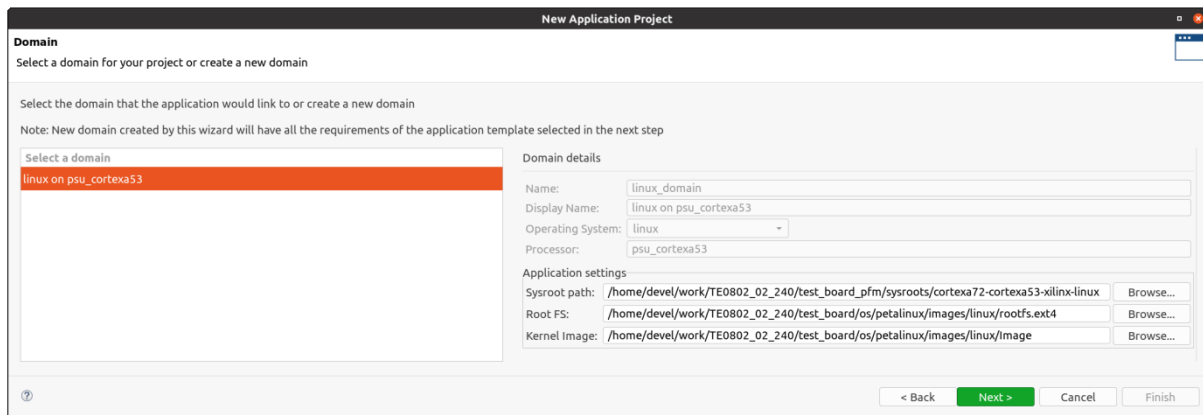 New Application Project
Domain
Select a domain for your project or create a new domain
Select the domain that the application would link to or create a new domain
Note: New domain created by this wizard will have all the requirements of the application template selected in the next step
Select a domain
linux on psu_cortexa53
Domain details
Name: linux_domain
Display Name: linux on psu_cortexa53
Operating System: linux
Processor: psu_cortexa53
Application settings
Sysroot path: /home/devel/work/TE0802_02_240/test_board_pfm/sysroots/cortexa72-cortexa53-xilinx-linux Browse...
Root FS: /home/devel/work/TE0802_02_240/test_board/os/petalinux/images/linux/rootfs.ext4 Browse...
Kernel Image: /home/devel/work/TE0802_02_240/test_board/os/petalinux/images/linux/Image Browse...
? < Back Next > Cancel Finish